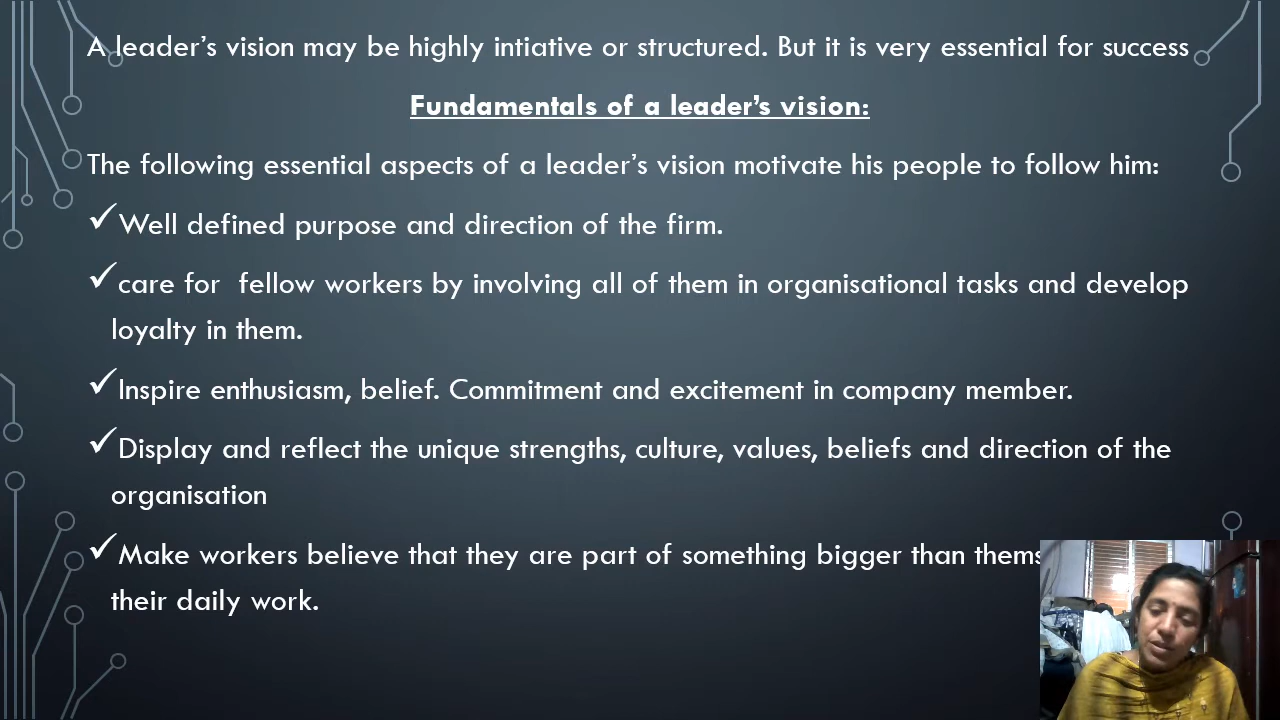 A leader’s vision may be highly intiative or structured. But it is very essential for success
Fundamentals of a leader’s vision:
The following essential aspects of a leader’s vision motivate his people to follow him:
✓Well defined purpose and direction of the firm.
✓care for  fellow workers by involving all of them in organisational tasks and develop
loyalty in them.
✓Inspire enthusiasm, belief. Commitment and excitement in company member.
✓Display and reflect the unique strengths, culture, values, beliefs and direction of the
organisation
✓Make workers believe that they are part of something bigger than
their daily work.